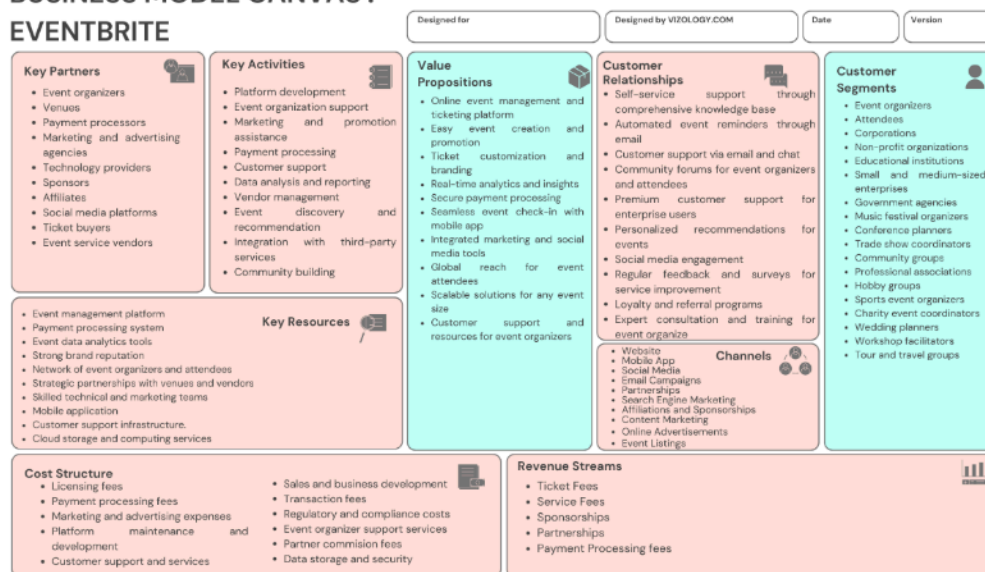 BUSINESS MODEL CANVAS /
EVENTBRITE
Designed for
Designed by VIZOLOGY.COM
Date
Version
Key Partners
Event organizers
Venues
Payment processors
Marketing and advertising
agencies
Technology providers
Sponsors
Affiliates
Social media platforms
Ticket buyers
Event service vendors
Key Activities
Platform development
Event organization support
Marketing and promotion
assistance
Payment processing
Customer support
Data analysis and reporting
Vendor management
Event discovery and
recommendation
Integration with third-party
services
Community building
Value
Propositions
Online event management and
ticketing platform
Easy event creation and
promotion
Ticket customization and
branding
Real-time analytics and insights
Secure payment processing
Seamless event check-in with
mobile app
Integrated marketing and social
media tools
Global reach for event
attendees
Scalable solutions for any event
size
Customer support and
resources for event organizers
Customer
Relationships
Self-service support through
comprehensive knowledge base
Automated event reminders through
email
Customer support via email and chat
Community forums for event organizers
and attendees
Premium customer support for
enterprise users
Personalized recommendations for
events
Social media engagement
Regular feedback and surveys for
service improvement
Loyalty and referral programs
Expert consultation and training for
event organize
Customer
Segments
Event organizers
Attendees
Corporations
Non-profit organizations
Educational institutions
Small and medium-sized
enterprises
Government agencies
Music festival organizers
Conference planners
Trade show coordinators
Community groups
Professional associations
Hobby groups
Sports event organizers
Charity event coordinators
Wedding planners
Workshop facilitators
Tour and travel groups
Key Resources
Event management platform
Payment processing system
Event data analytics tools
Strong brand reputation
Network of event organizers and attendees
Strategic partnerships with venues and vendors
Skilled technical and marketing teams
Mobile application
Customer support infrastructure.
Cloud storage and computing services
Channels
Website
Mobile App
Social Media
Email Campaigns
Partnerships
Search Engine Marketing
Affiliations and Sponsorships
Content Marketing
Online Advertisements
Event Listings
Cost Structure
Licensing fees
Payment processing fees
Marketing and advertising expenses
Platform maintenance and
development
Customer support and services
Sales and business development
Transaction fees
Regulatory and compliance costs
Event organizer support services
Partner commision fees
Data storage and security
Revenue Streams
Ticket Fees
Service Fees
Sponsorships
Partnerships
Payment Processing fees